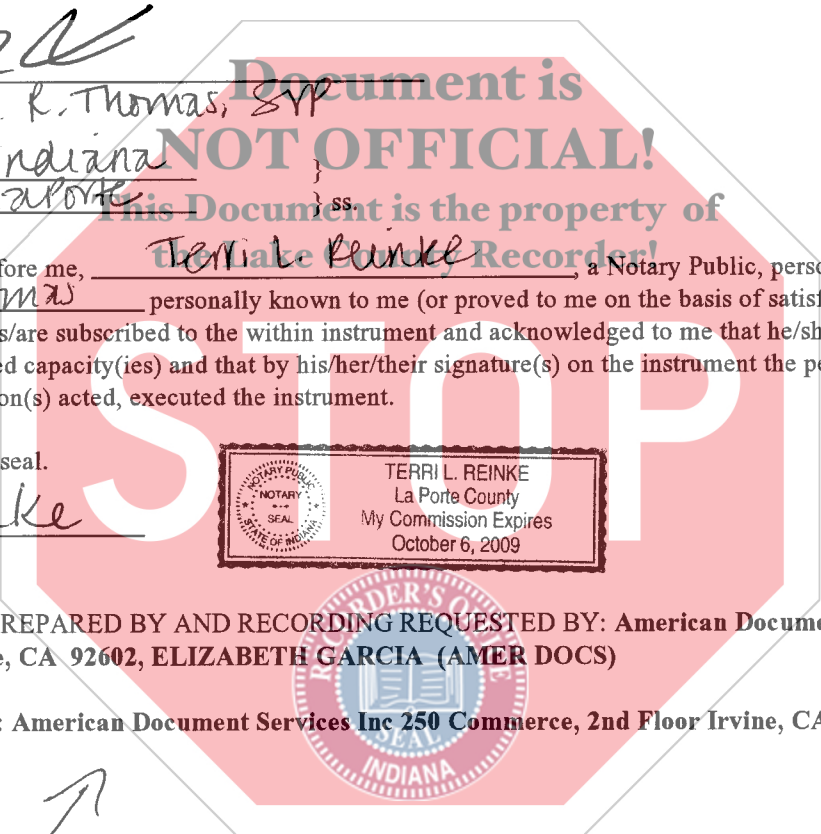 Document is
R. Thomas, SVP
NOT OFFICIAL!
ndiana }
aPorte } ss.
This Document is the property of
the Lake County Recorder!
fore me, Terri L. Reinke, a Notary Public, perso
mas personally known to me (or proved to me on the basis of satisf
s/are subscribed to the within instrument and acknowledged to me that he/sh
ed capacity(ies) and that by his/her/their signature(s) on the instrument the pe
on(s) acted, executed the instrument.
STOP
seal.
ke
NOTARY PUBLIC
NOTARY
SEAL
STATE OF INDIANA
TERRI L. REINKE
La Porte County
My Commission Expires
October 6, 2009
REPARED BY AND RECORDING REQUESTED BY: American Docume
e, CA 92602, ELIZABETH GARCIA (AMER DOCS)
: American Document Services Inc 250 Commerce, 2nd Floor Irvine, CA
RECORDER'S OFFICE
SEAL
INDIANA